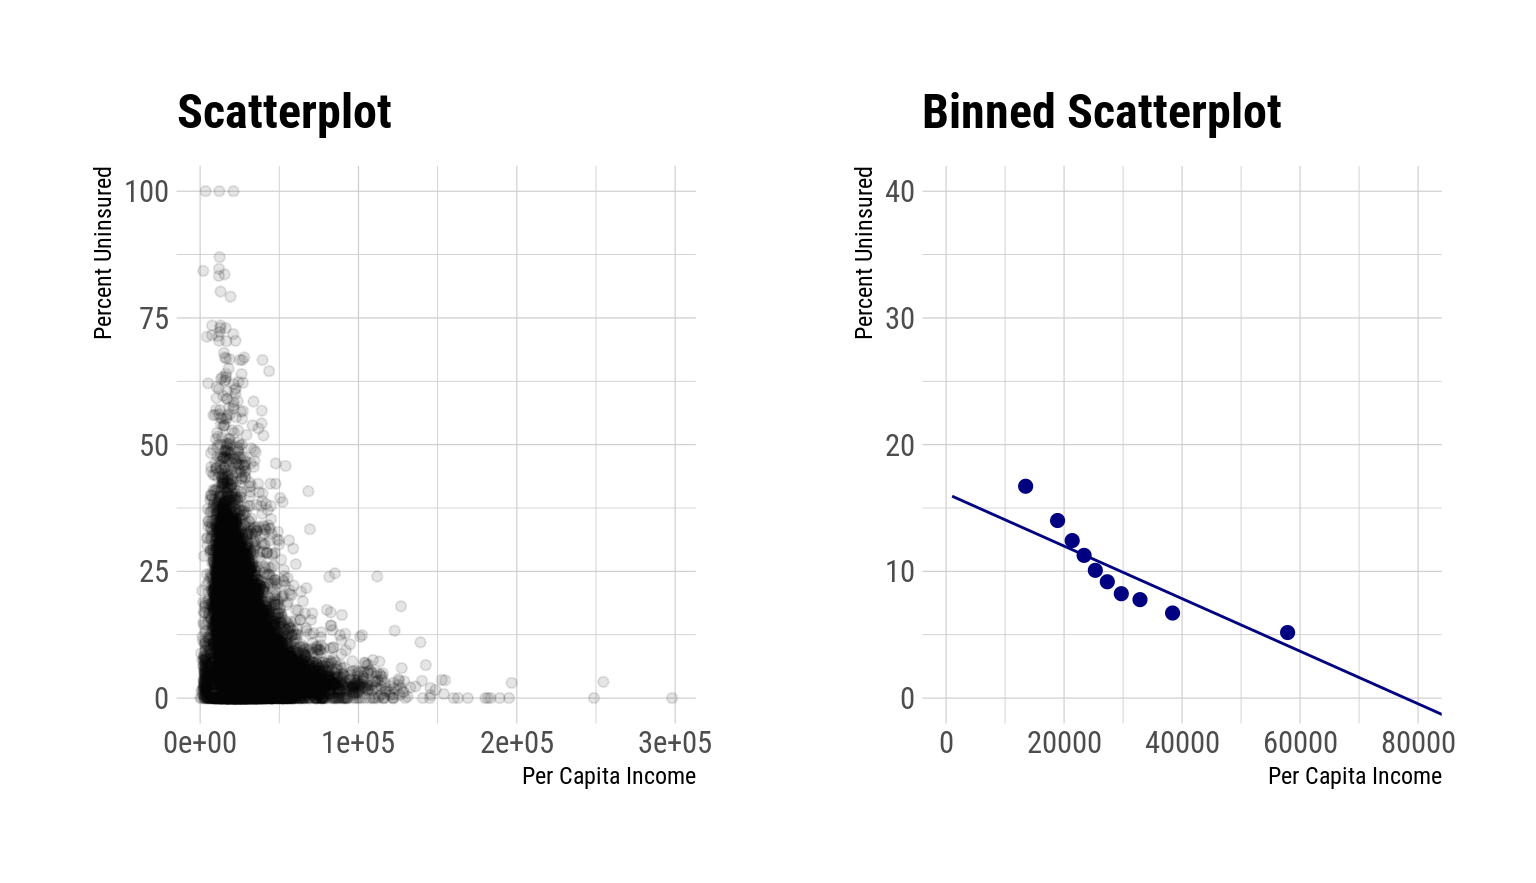 Scatterplot
Percent Uninsured
100
75
50
25
0
0e+00 1e+05 2e+05 3e+05
Per Capita Income
Binned Scatterplot
Percent Uninsured
40
30
20
10
0
0 20000 40000 60000 80000
Per Capita Income